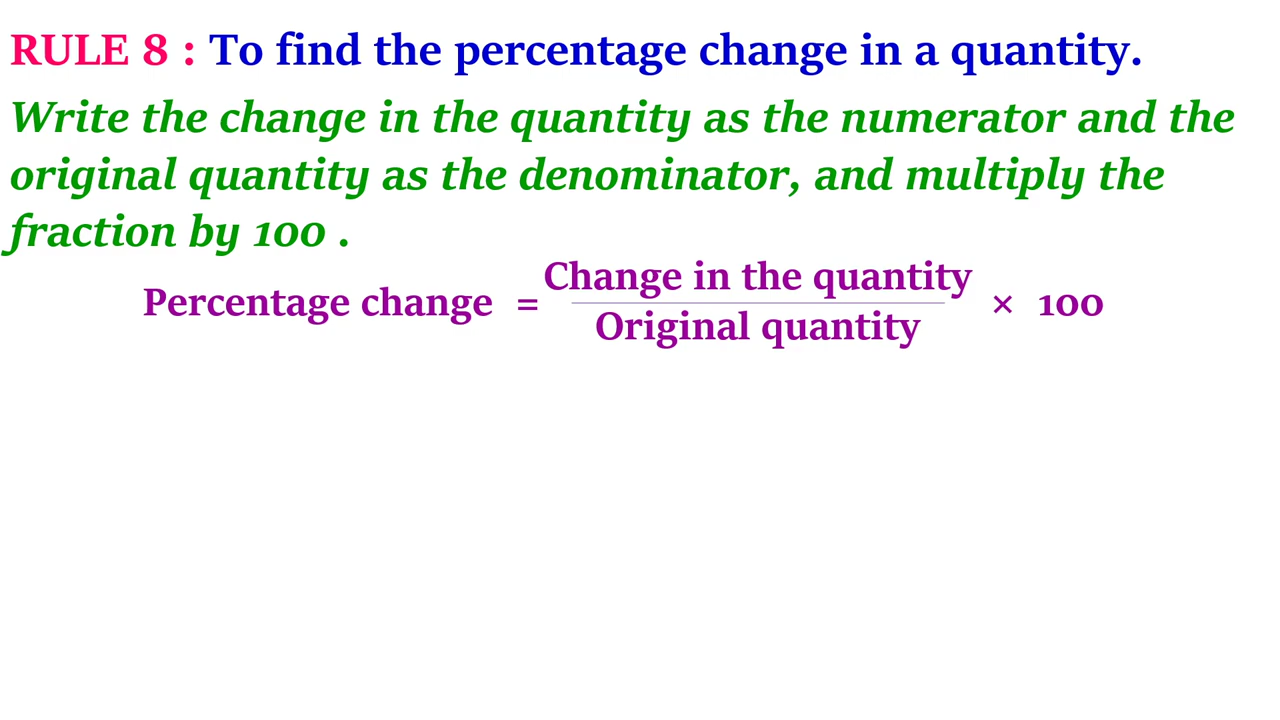 RULE 8 : To find the percentage change in a quantity.
Write the change in the quantity as the numerator and the
original quantity as the denominator, and multiply the
fraction by 100 .
Change in the quantity
Percentage change = × 100
Original quantity